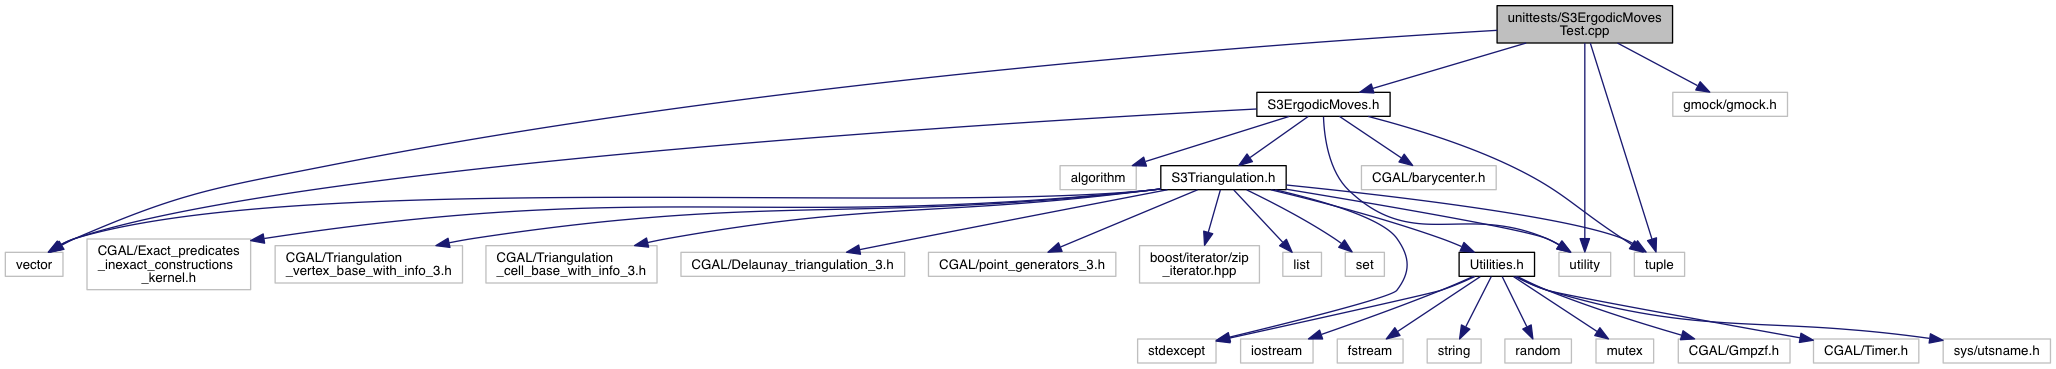 unittests/S3ErgodicMoves
Test.cpp
S3ErgodicMoves.h
gmock/gmock.h
algorithm
S3Triangulation.h
CGAL/barycenter.h
vector
CGAL/Exact_predicates
_inexact_constructions
_kernel.h
CGAL/Triangulation
_vertex_base_with_info_3.h
CGAL/Triangulation
_cell_base_with_info_3.h
CGAL/Delaunay_triangulation_3.h
CGAL/point_generators_3.h
boost/iterator/zip
_iterator.hpp
list
set
Utilities.h
utility
tuple
stdexcept
iostream
fstream
string
random
mutex
CGAL/Gmpzf.h
CGAL/Timer.h
sys/utsname.h